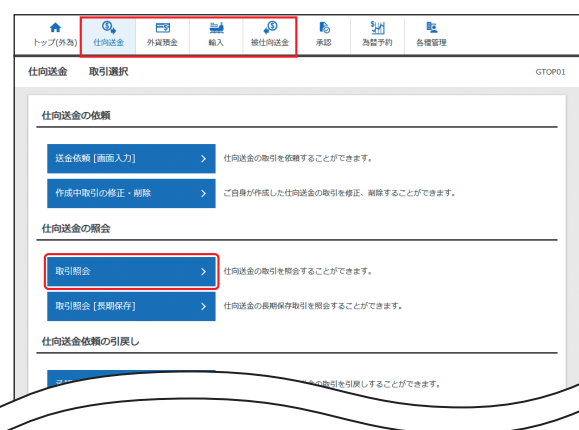 トップ(外為) 仕向送金 外貨預金 輸入 被仕向送金 承認 為替予約 各種管理
仕向送金 取引選択 GTOP01
仕向送金の依頼
送金依頼 [画面入力] 仕向送金の取引を依頼することができます。
作成中取引の修正・削除 ご自身が作成した仕向送金の取引を修正、削除することができます。
仕向送金の照会
取引照会 仕向送金の取引を照会することができます。
取引照会 [長期保存] 仕向送金の長期保存取引を照会することができます。
仕向送金依頼の引戻し
の取引を引戻しすることができます。